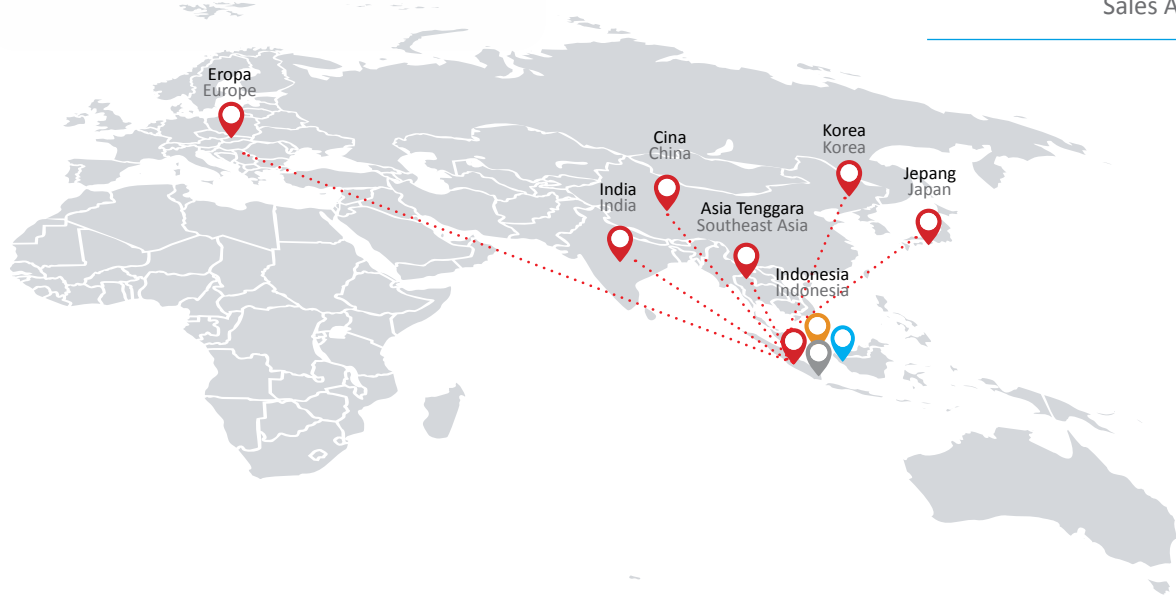 Sales A
Eropa
Europe
Cina
China
Korea
Korea
Jepang
Japan
India
India
Asia Tenggara
Southeast Asia
Indonesia
Indonesia